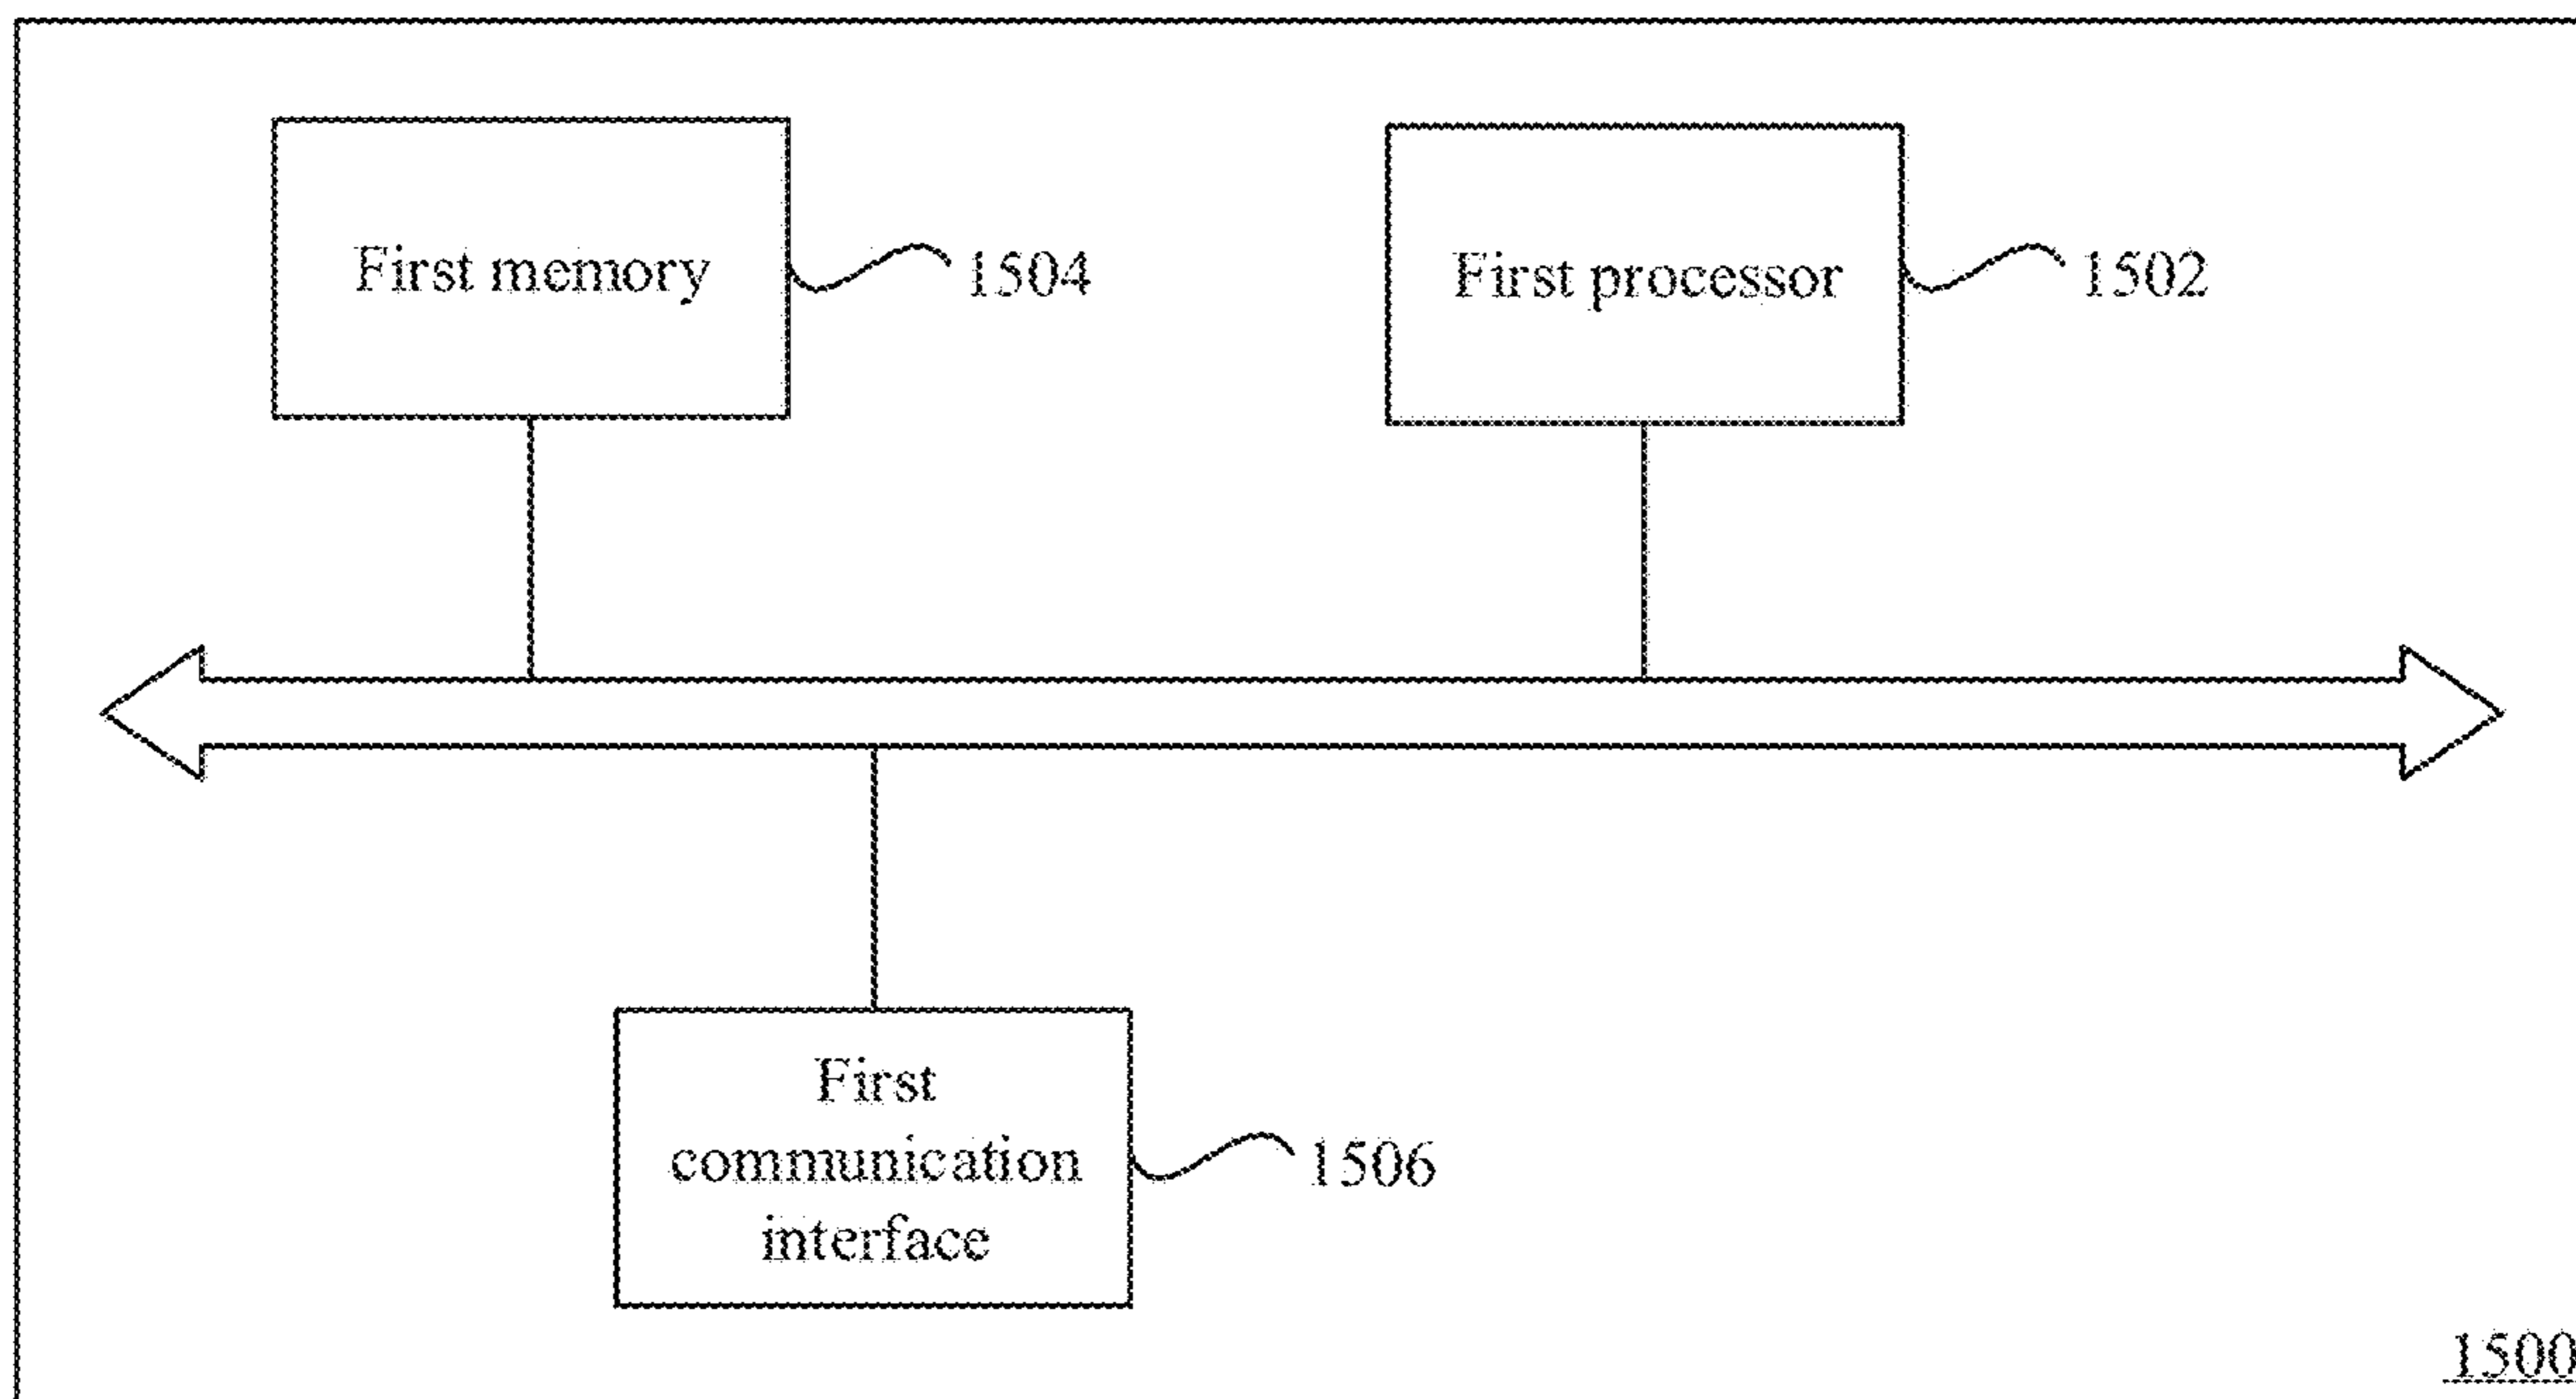 First memory
1504
First processor
1502
First
communication
interface
1506
1500